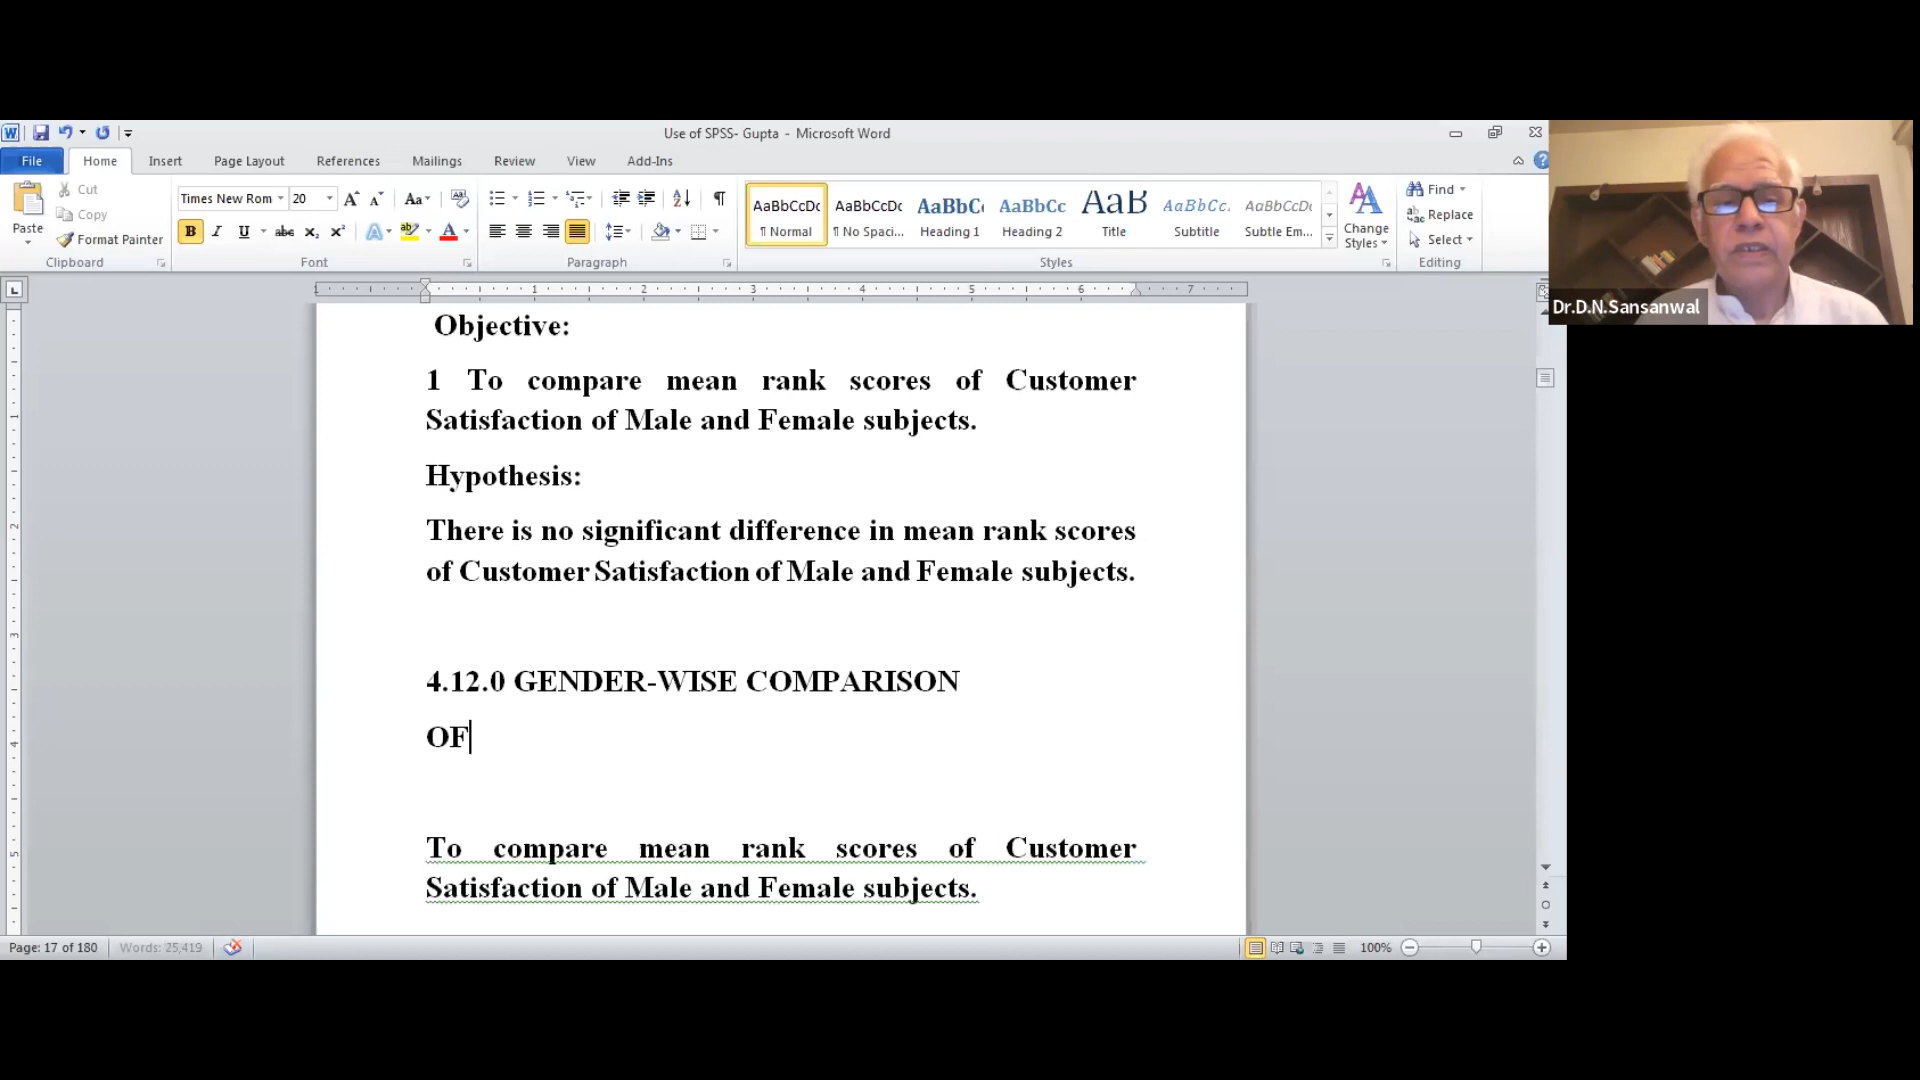 Use of SPSS- Gupta - Microsoft Word
File Home Insert Page Layout References Mailings Review View Add-Ins
Paste
Cut
Copy
Format Painter
Clipboard
Times New Rom 20
Font
Paragraph
AaBbCcDc AaBbCcDc AaBbC AaBbCc AaB AaBbCc. AaBbCcDc
¶ Normal ¶ No Spaci... Heading 1 Heading 2 Title Subtitle Subtle Em...
Styles
Change
Styles
Find
Replace
Select
Editing
Dr.D.N.Sansanwal
Objective:
1 To compare mean rank scores of Customer
Satisfaction of Male and Female subjects.
Hypothesis:
There is no significant difference in mean rank scores
of Customer Satisfaction of Male and Female subjects.
4.12.0 GENDER-WISE COMPARISON
OF
To compare mean rank scores of Customer
Satisfaction of Male and Female subjects.
Page: 17 of 180 Words: 25,419 100%